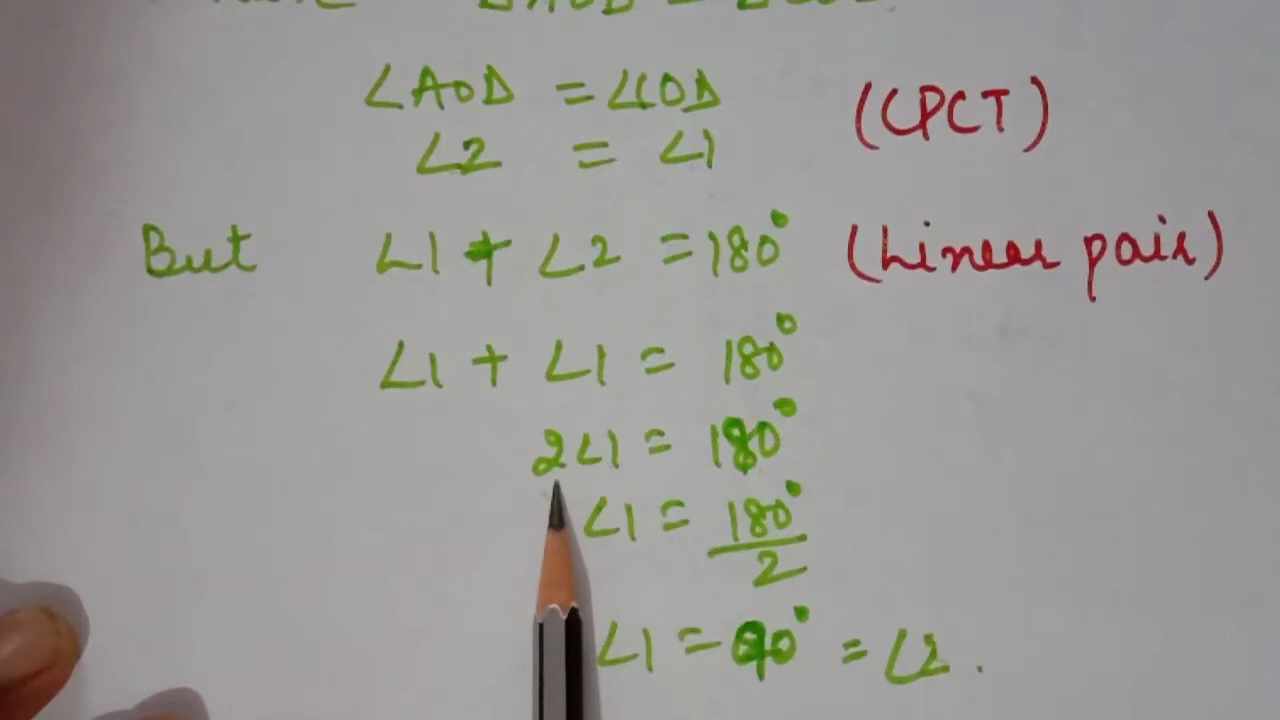 ∠AOD = ∠COD (CPCT)
∠2 = ∠1
But ∠1 + ∠2 = 180° (Linear pair)
∠1 + ∠1 = 180°
2∠1 = 180°
∠1 = 180°/2
∠1 = 90° = ∠2.